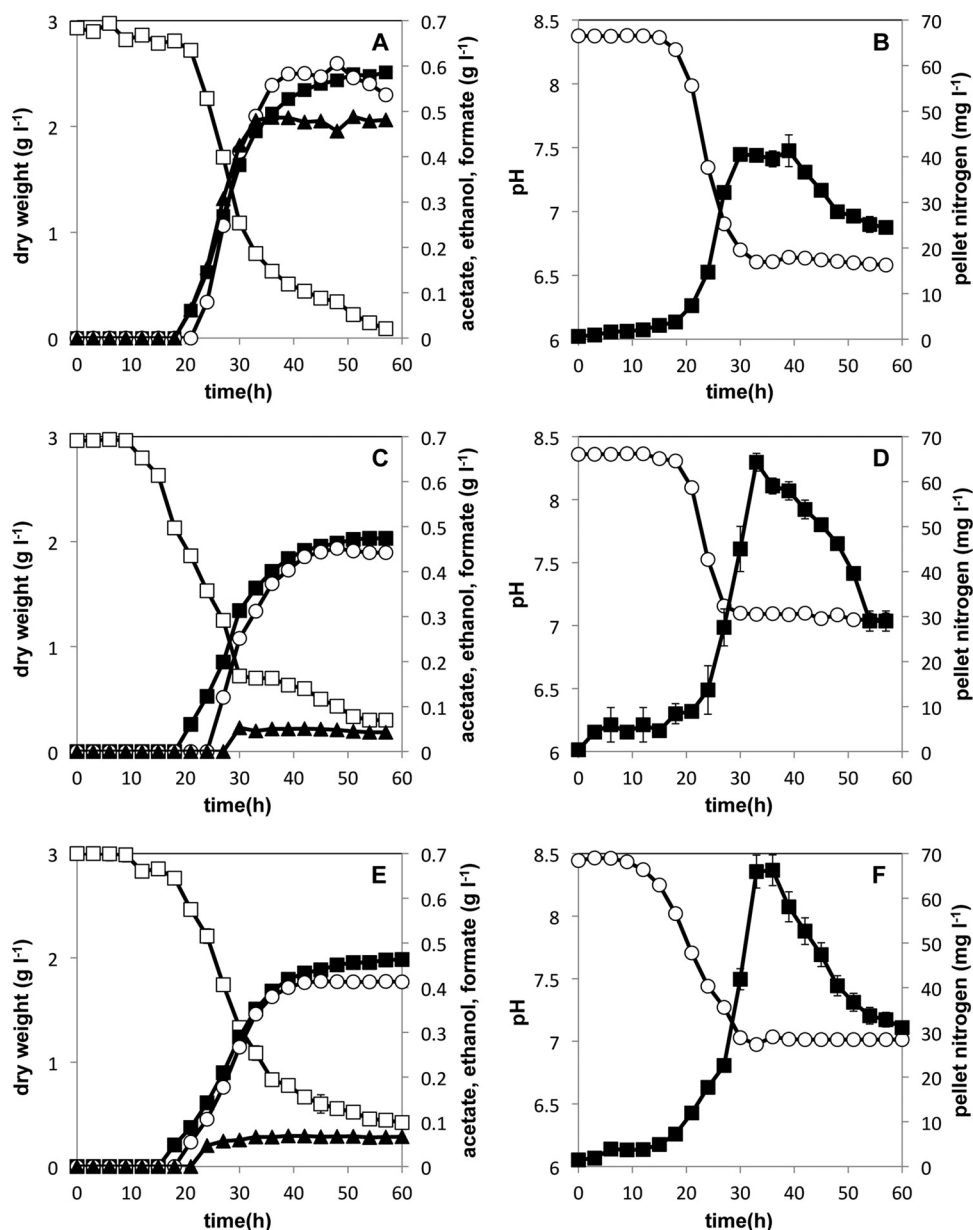 A
3
2
1
0
0.7
0.6
0.5
0.4
0.3
0.2
0.1
0
0 10 20 30 40 50 60
dry weight (g l-1)
acetate, ethanol, formate (g l-1)
time(h)
B
8.5
8
7.5
7
6.5
6
70
60
50
40
30
20
10
0
0 10 20 30 40 50 60
pH
pellet nitrogen (mg l-1)
time(h)
C
3
2
1
0
0.7
0.6
0.5
0.4
0.3
0.2
0.1
0
0 10 20 30 40 50 60
dry weight (g l-1)
acetate, ethanol, formate (g l-1)
time(h)
D
8.5
8
7.5
7
6.5
6
70
60
50
40
30
20
10
0
0 10 20 30 40 50 60
pH
pellet nitrogen (mg l-1)
time(h)
E
3
2
1
0
0.7
0.6
0.5
0.4
0.3
0.2
0.1
0
0 10 20 30 40 50 60
dry weight (g l-1)
acetate, ethanol, formate (g l-1)
time(h)
F
8.5
8
7.5
7
6.5
6
70
60
50
40
30
20
10
0
0 10 20 30 40 50 60
pH
pellet nitrogen (mg l-1)
time(h)